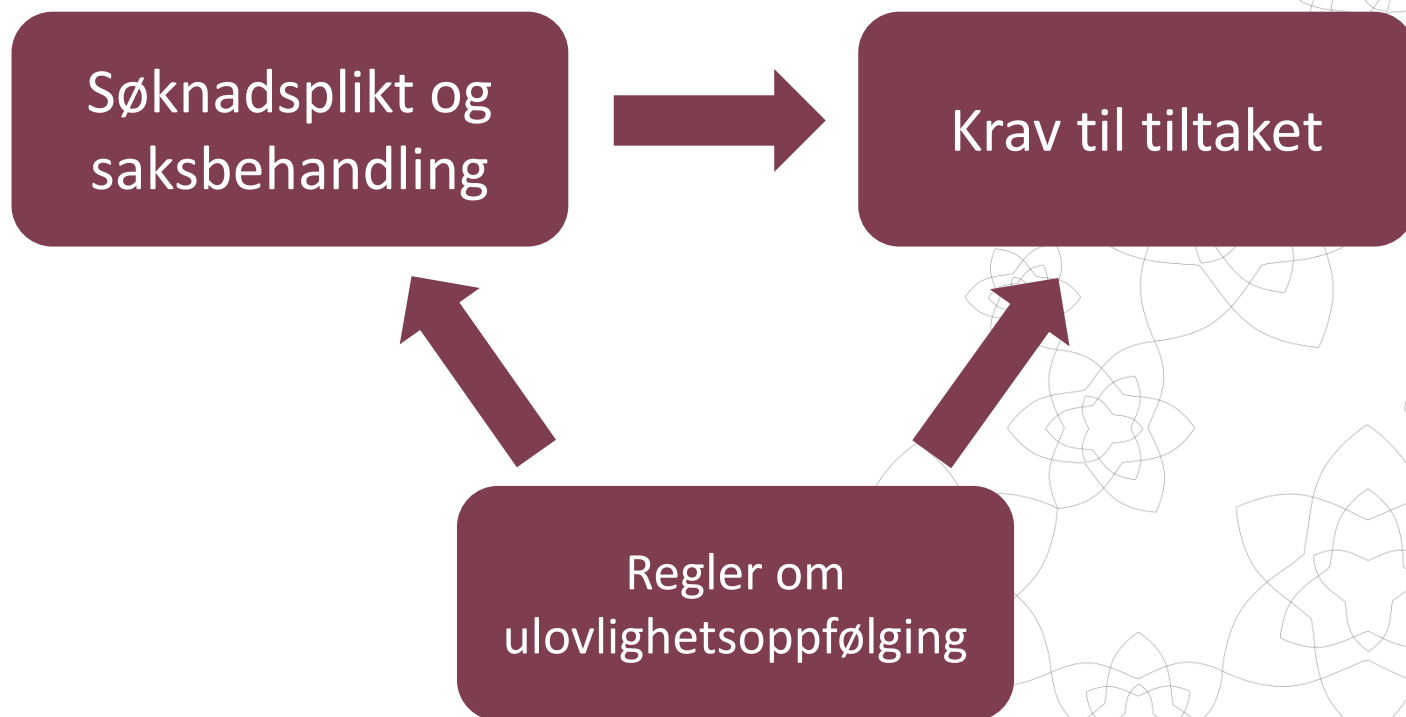 Søknadsplikt og
saksbehandling
Krav til tiltaket
Regler om
ulovlighetsoppfølging